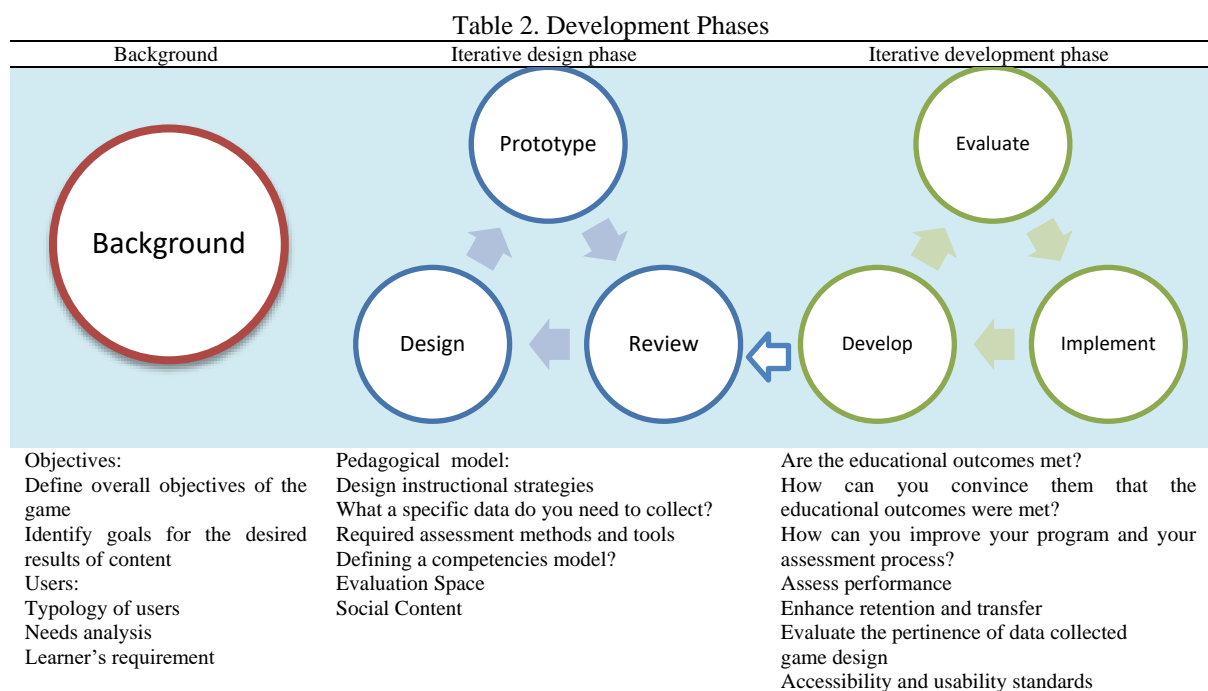 Table 2. Development Phases
Background
Iterative design phase
Iterative development phase
Background
Prototype
Design
Review
Evaluate
Develop
Implement
Objectives:
Define overall objectives of the
game
Identify goals for the desired
results of content
Users:
Typology of users
Needs analysis
Learner's requirement
Pedagogical model:
Design instructional strategies
What a specific data do you need to collect?
Required assessment methods and tools
Defining a competencies model?
Evaluation Space
Social Content
Are the educational outcomes met?
How can you convince them that the
educational outcomes were met?
How can you improve your program and your
assessment process?
Assess performance
Enhance retention and transfer
Evaluate the pertinence of data collected
game design
Accessibility and usability standards